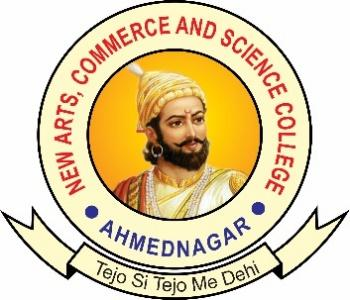 NEW ARTS, COMMERCE AND SCIENCE COLLEGE
AHMEDNAGAR
Tejo Si Tejo Me Dehi